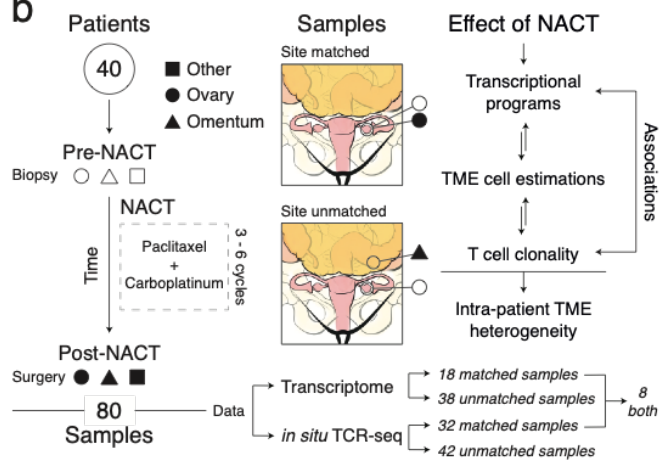 b
Patients
40
Other
Ovary
Omentum
Pre-NACT
Biopsy
NACT
Time
Paclitaxel
+
Carboplatinum
3 - 6 cycles
Post-NACT
Surgery
80
Samples
Samples
Site matched
Site unmatched
Effect of NACT
Transcriptional
programs
TME cell estimations
T cell clonality
Associations
Intra-patient TME
heterogeneity
Data
Transcriptome
18 matched samples
38 unmatched samples
in situ TCR-seq
32 matched samples
42 unmatched samples
8
both